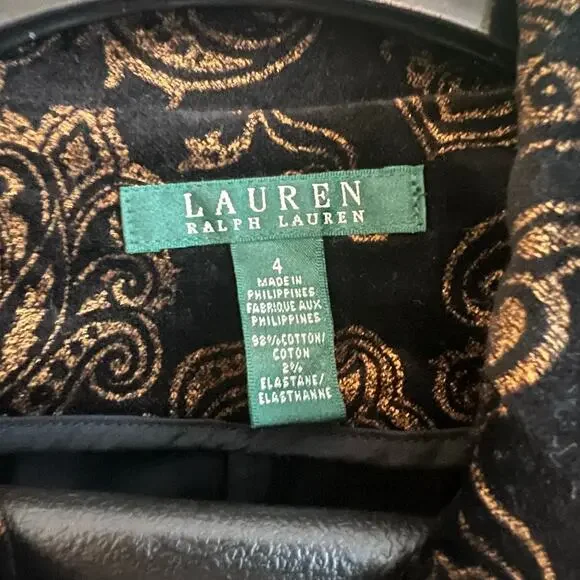 LAUREN
RALPH LAUREN
4
MADE IN
PHILIPPINES
FABRIQUE AUX
PHILIPPINES
98% COTTON/
COTON
2%
ELASTANE/
ELASTHANNE